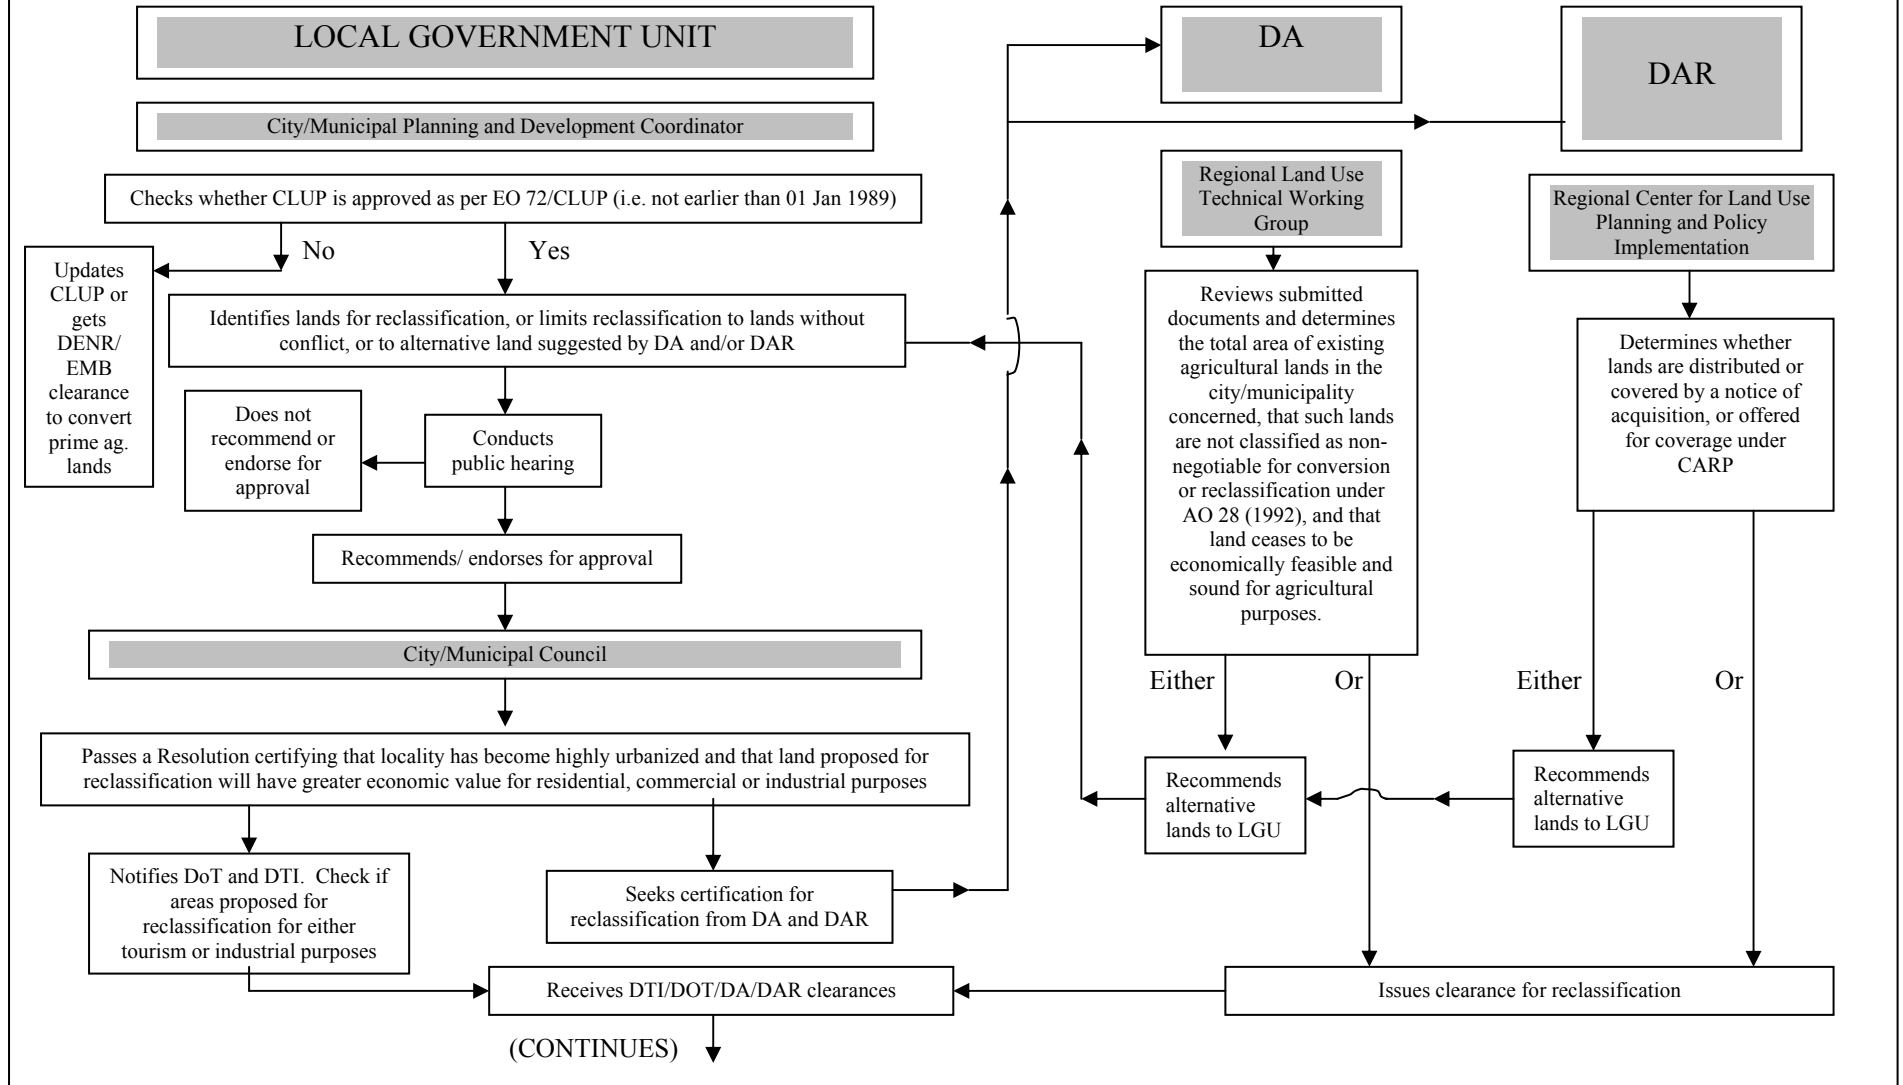 LOCAL GOVERNMENT UNIT
City/Municipal Planning and Development Coordinator
Checks whether CLUP is approved as per EO 72/CLUP (i.e. not earlier than 01 Jan 1989)
No
Yes
Updates
CLUP or
gets
DENR/
EMB
clearance
to convert
prime ag.
lands
Identifies lands for reclassification, or limits reclassification to lands without
conflict, or to alternative land suggested by DA and/or DAR
Does not
recommend or
endorse for
approval
Conducts
public hearing
Recommends/ endorses for approval
City/Municipal Council
Passes a Resolution certifying that locality has become highly urbanized and that land proposed for
reclassification will have greater economic value for residential, commercial or industrial purposes
Notifies DoT and DTI.  Check if
areas proposed for
reclassification for either
tourism or industrial purposes
Seeks certification for
reclassification from DA and DAR
Receives DTI/DOT/DA/DAR clearances
(CONTINUES)
DA
Regional Land Use
Technical Working
Group
Reviews submitted
documents and determines
the total area of existing
agricultural lands in the
city/municipality
concerned, that such lands
are not classified as non-
negotiable for conversion
or reclassification under
AO 28 (1992), and that
land ceases to be
economically feasible and
sound for agricultural
purposes.
Either
Or
Recommends
alternative
lands to LGU
DAR
Regional Center for Land Use
Planning and Policy
Implementation
Determines whether
lands are distributed or
covered by a notice of
acquisition, or offered
for coverage under
CARP
Either
Or
Recommends
alternative
lands to LGU
Issues clearance for reclassification